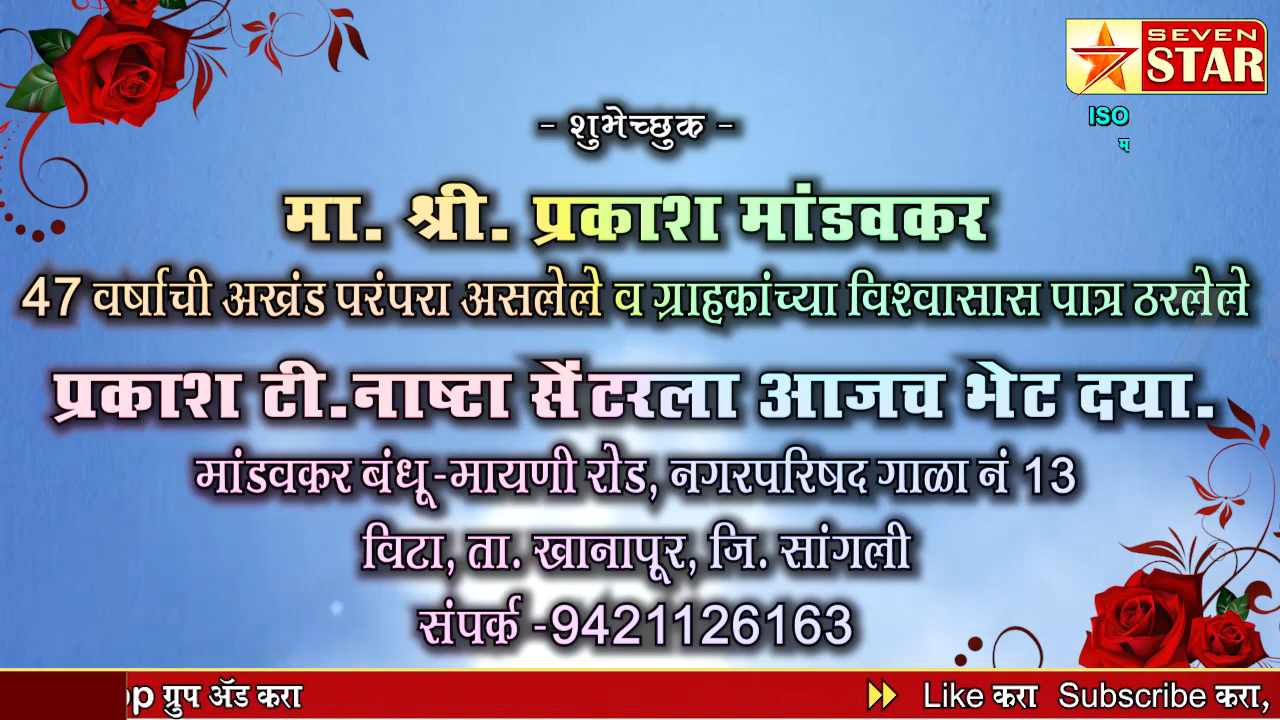 SEVEN
STAR
ISO
म
- शुभेच्छुक -
मा. श्री. प्रकाश मांडवकर
47 वर्षाची अखंड परंपरा असलेले व ग्राहकांच्या विश्वासास पात्र ठरलेले
प्रकाश टी.नाष्टा सेंटरला आजच भेट दया.
मांडवकर बंधू-मायणी रोड, नगरपरिषद गाळा नं 13
विटा, ता. खानापूर, जि. सांगली
संपर्क -9421126163
op ग्रुप ॲड करा Like करा Subscribe करा,